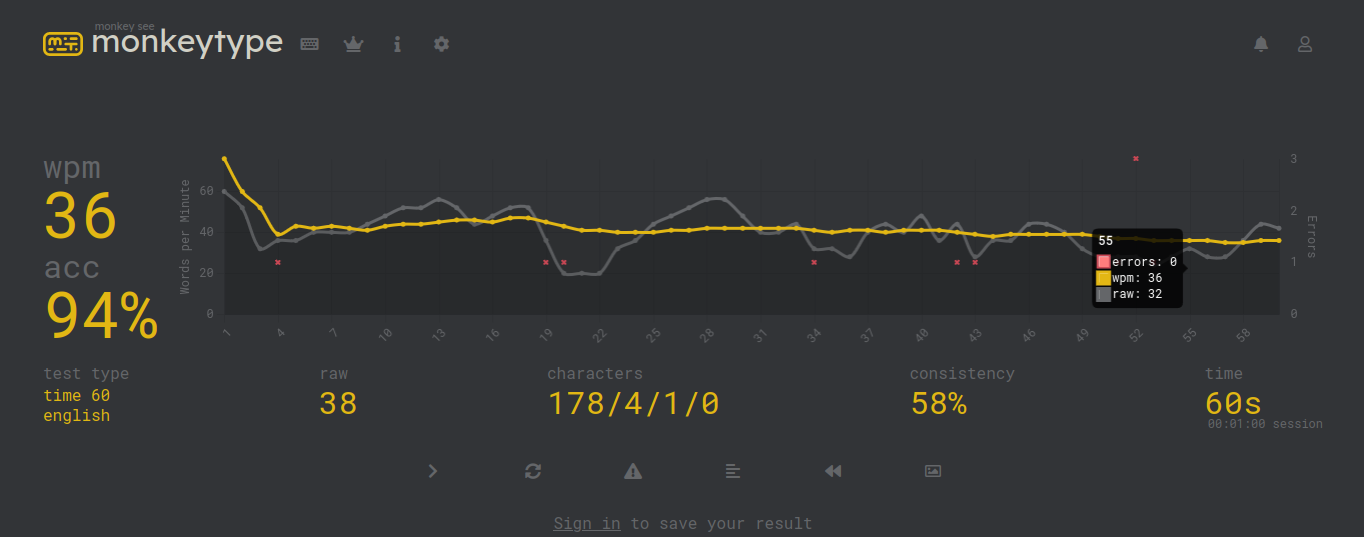 monkey see
monkeytype
wpm
36
acc
94%
Words per Minute
60
40
20
0
3
2
1
0
Errors
1 4 7 10 13 16 19 22 25 28 31 34 37 40 43 46 49 52 55 58
55
errors: 0
wpm: 36
raw: 32
test type
time 60
english
raw
38
characters
178/4/1/0
consistency
58%
time
60s
00:01:00 session
Sign in to save your result